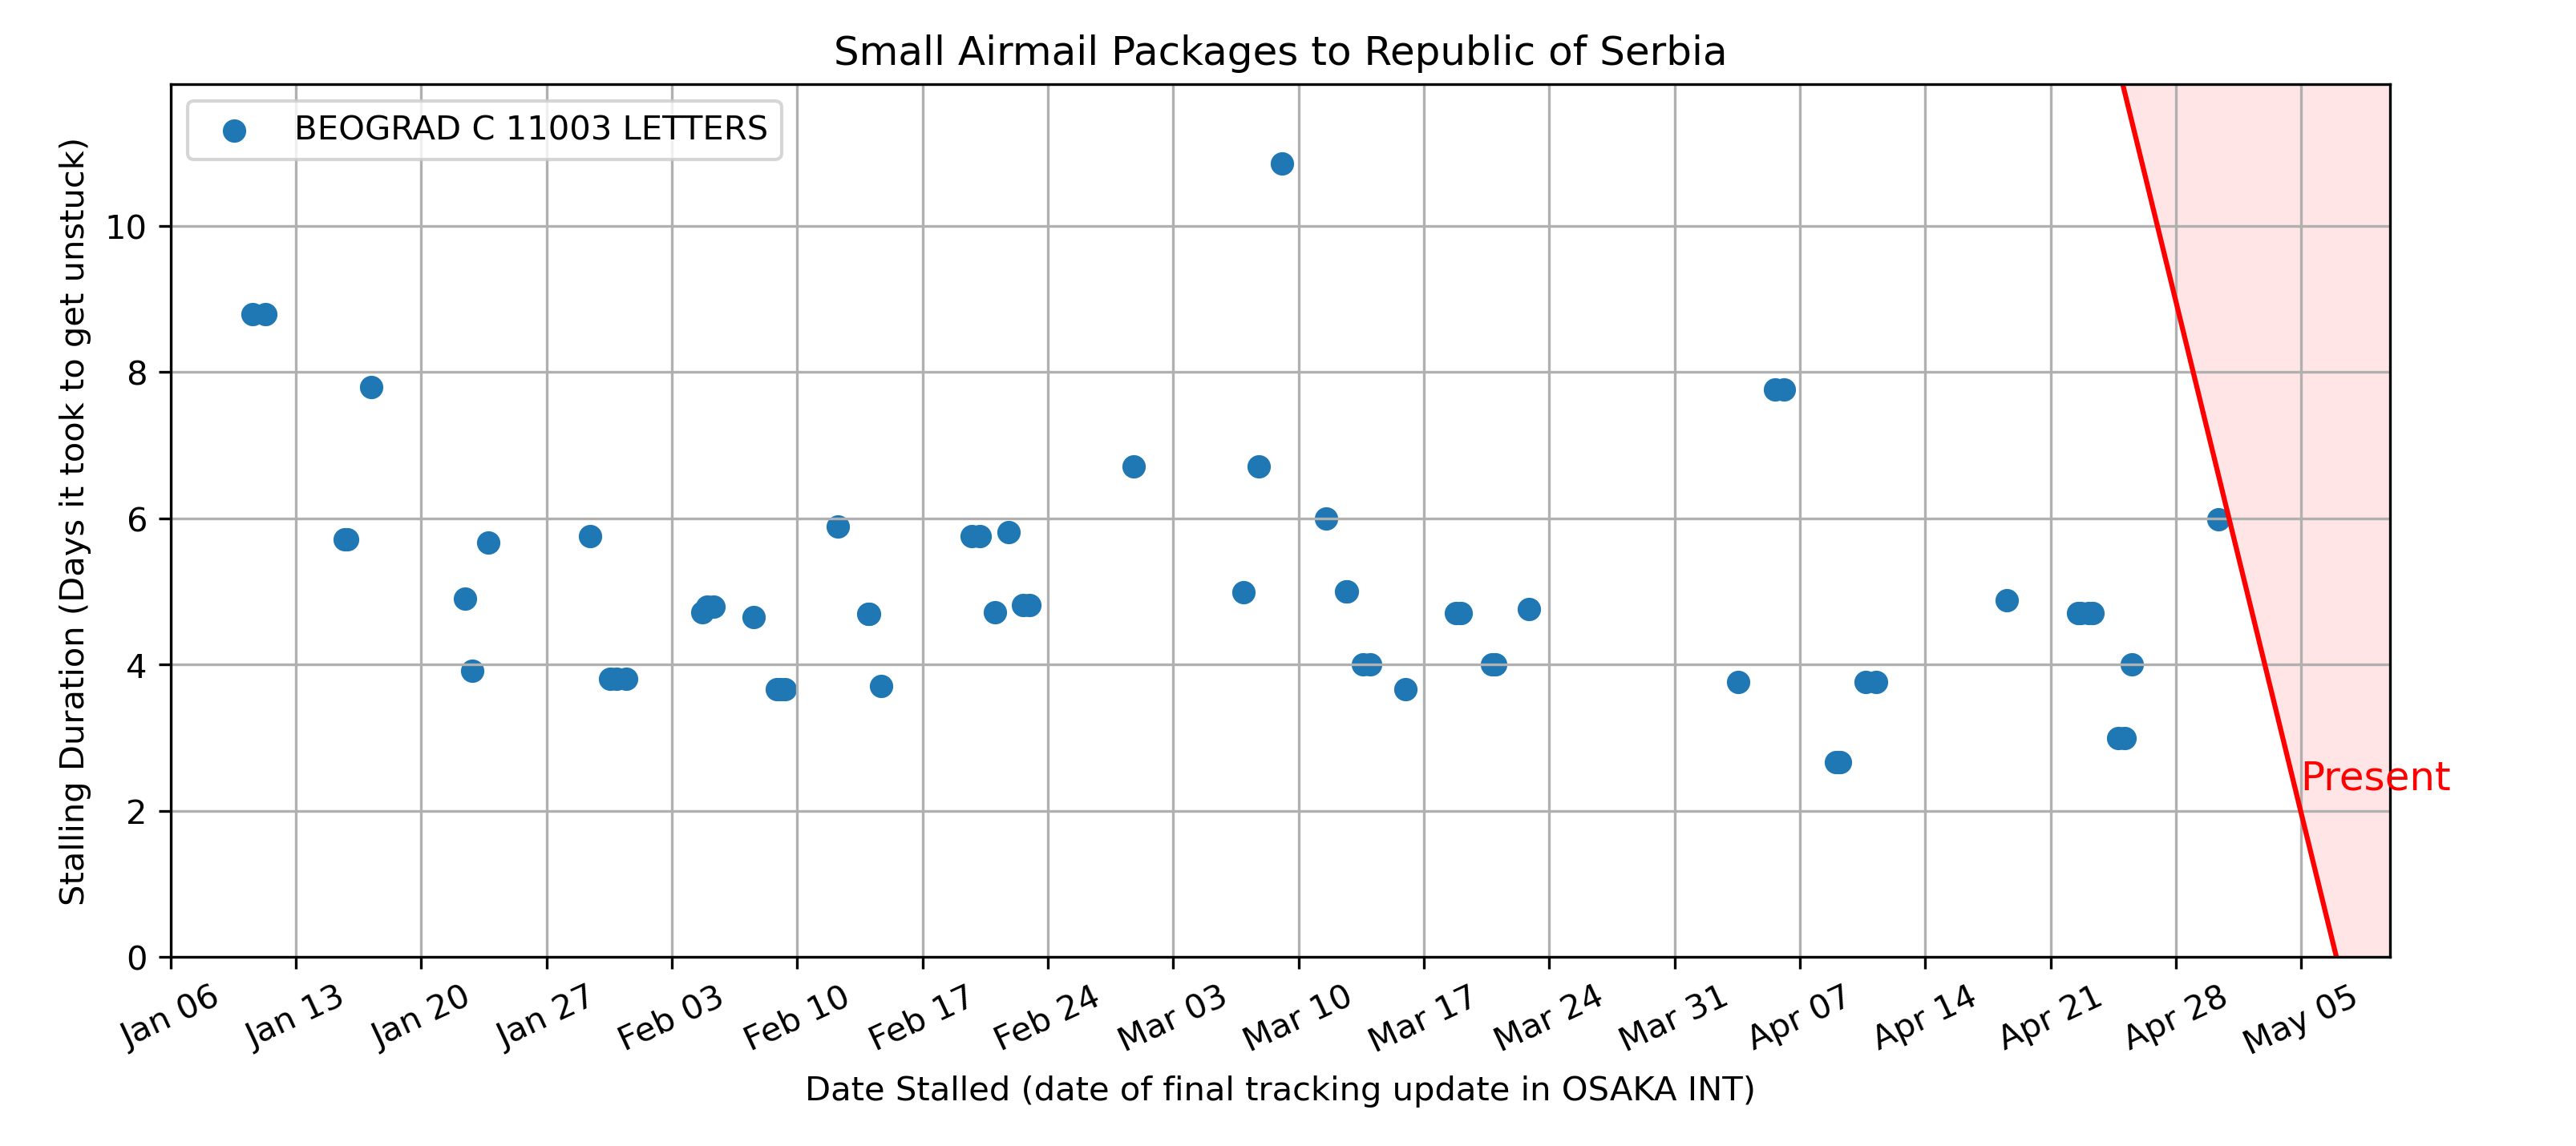 Small Airmail Packages to Republic of Serbia
BEOGRAD C 11003 LETTERS
Stalling Duration (Days it took to get unstuck)
10
8
6
4
2
0
Present
Jan 06 Jan 13 Jan 20 Jan 27 Feb 03 Feb 10 Feb 17 Feb 24 Mar 03 Mar 10 Mar 17 Mar 24 Mar 31 Apr 07 Apr 14 Apr 21 Apr 28 May 05
Date Stalled (date of final tracking update in OSAKA INT)